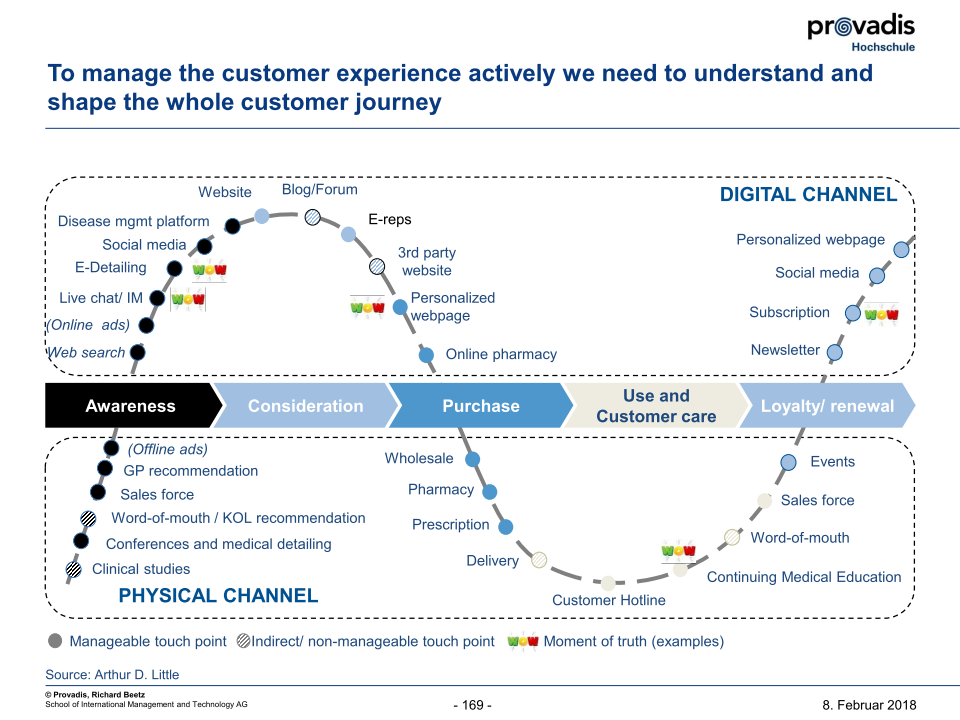 provadis
Hochschule
To manage the customer experience actively we need to understand and
shape the whole customer journey
DIGITAL CHANNEL
Website
Blog/Forum
Disease mgmt platform
E-reps
Social media
3rd party
website
E-Detailing
WOW
Live chat/ IM
WOW
WOW
Personalized
webpage
(Online ads)
Web search
Online pharmacy
Personalized webpage
Social media
Subscription
WOW
Newsletter
Awareness
Consideration
Purchase
Use and
Customer care
Loyalty/ renewal
(Offline ads)
GP recommendation
Sales force
Word-of-mouth / KOL recommendation
Conferences and medical detailing
Clinical studies
PHYSICAL CHANNEL
Wholesale
Pharmacy
Prescription
Delivery
Customer Hotline
WOW
Continuing Medical Education
Word-of-mouth
Sales force
Events
Manageable touch point
Indirect/ non-manageable touch point
WOW
Moment of truth (examples)
Source: Arthur D. Little
© Provadis, Richard Beetz
School of International Management and Technology AG
- 169 -
8. Februar 2018